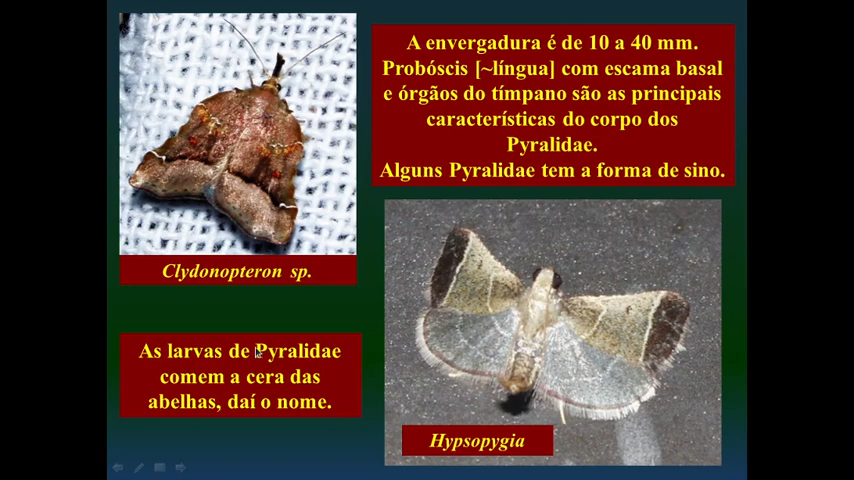 A envergadura é de 10 a 40 mm.
Probóscis [~língua] com escama basal
e órgãos do tímpano são as principais
características do corpo dos
Pyralidae.
Alguns Pyralidae tem a forma de sino.
Clydonopteron sp.
As larvas de Pyralidae
comem a cera das
abelhas, daí o nome.
Hypsopygia